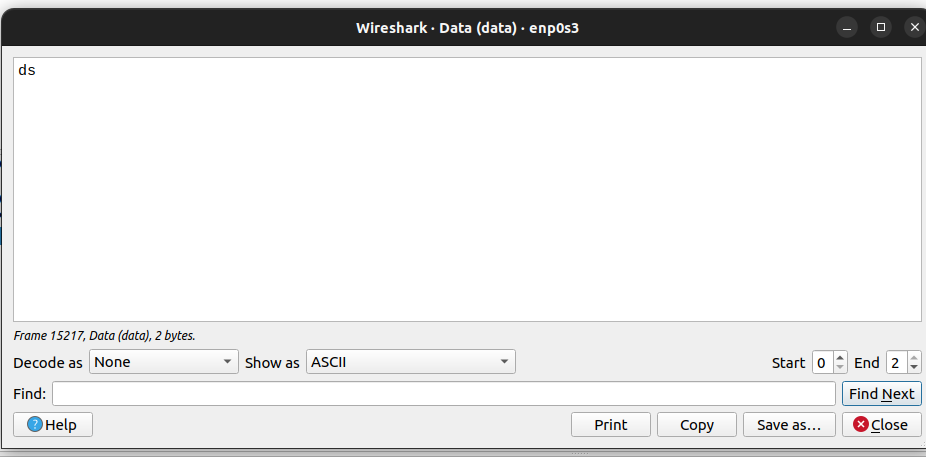 Wireshark · Data (data) · enp0s3
ds
Frame 15217, Data (data), 2 bytes.
Decode as None Show as ASCII Start 0 End 2
Find: Find Next
Help Print Copy Save as... Close